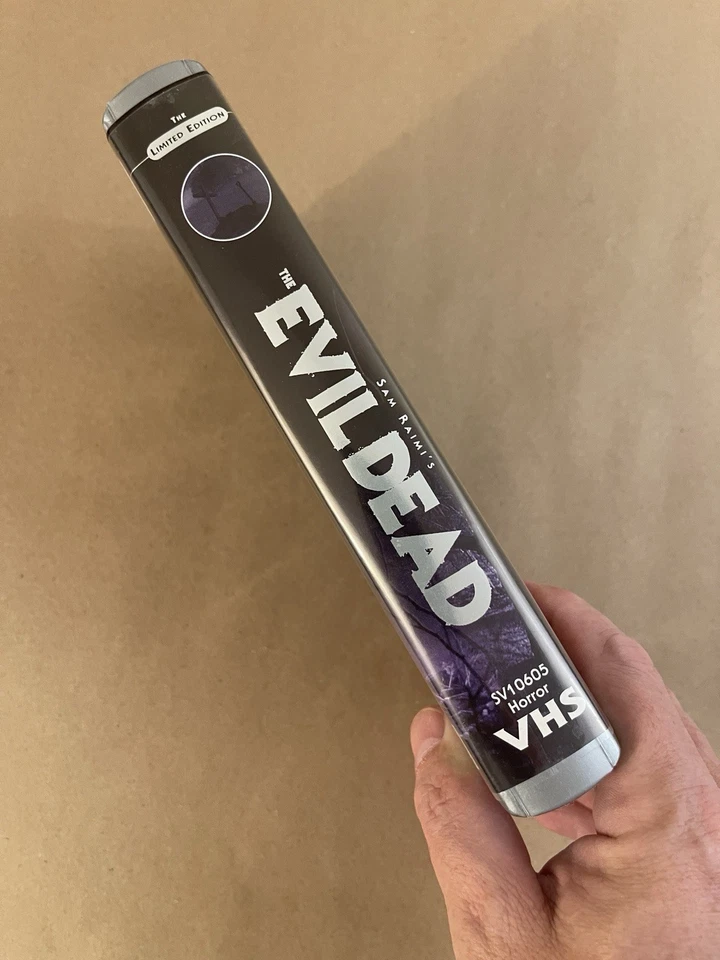 THE
LIMITED EDITION
SAM RAIMI'S
THE
EVIL DEAD
SV10605
Horror
VHS